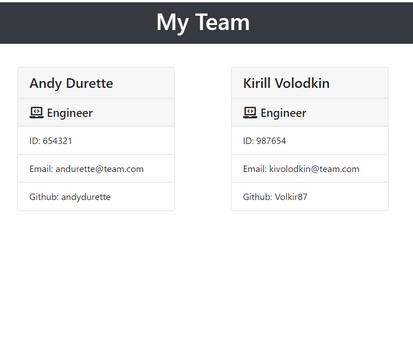 My Team
Andy Durette
Engineer
ID: 654321
Email: andurette@team.com
Github: andydurette
Kirill Volodkin
Engineer
ID: 987654
Email: kivolodkin@team.com
Github: Volkir87